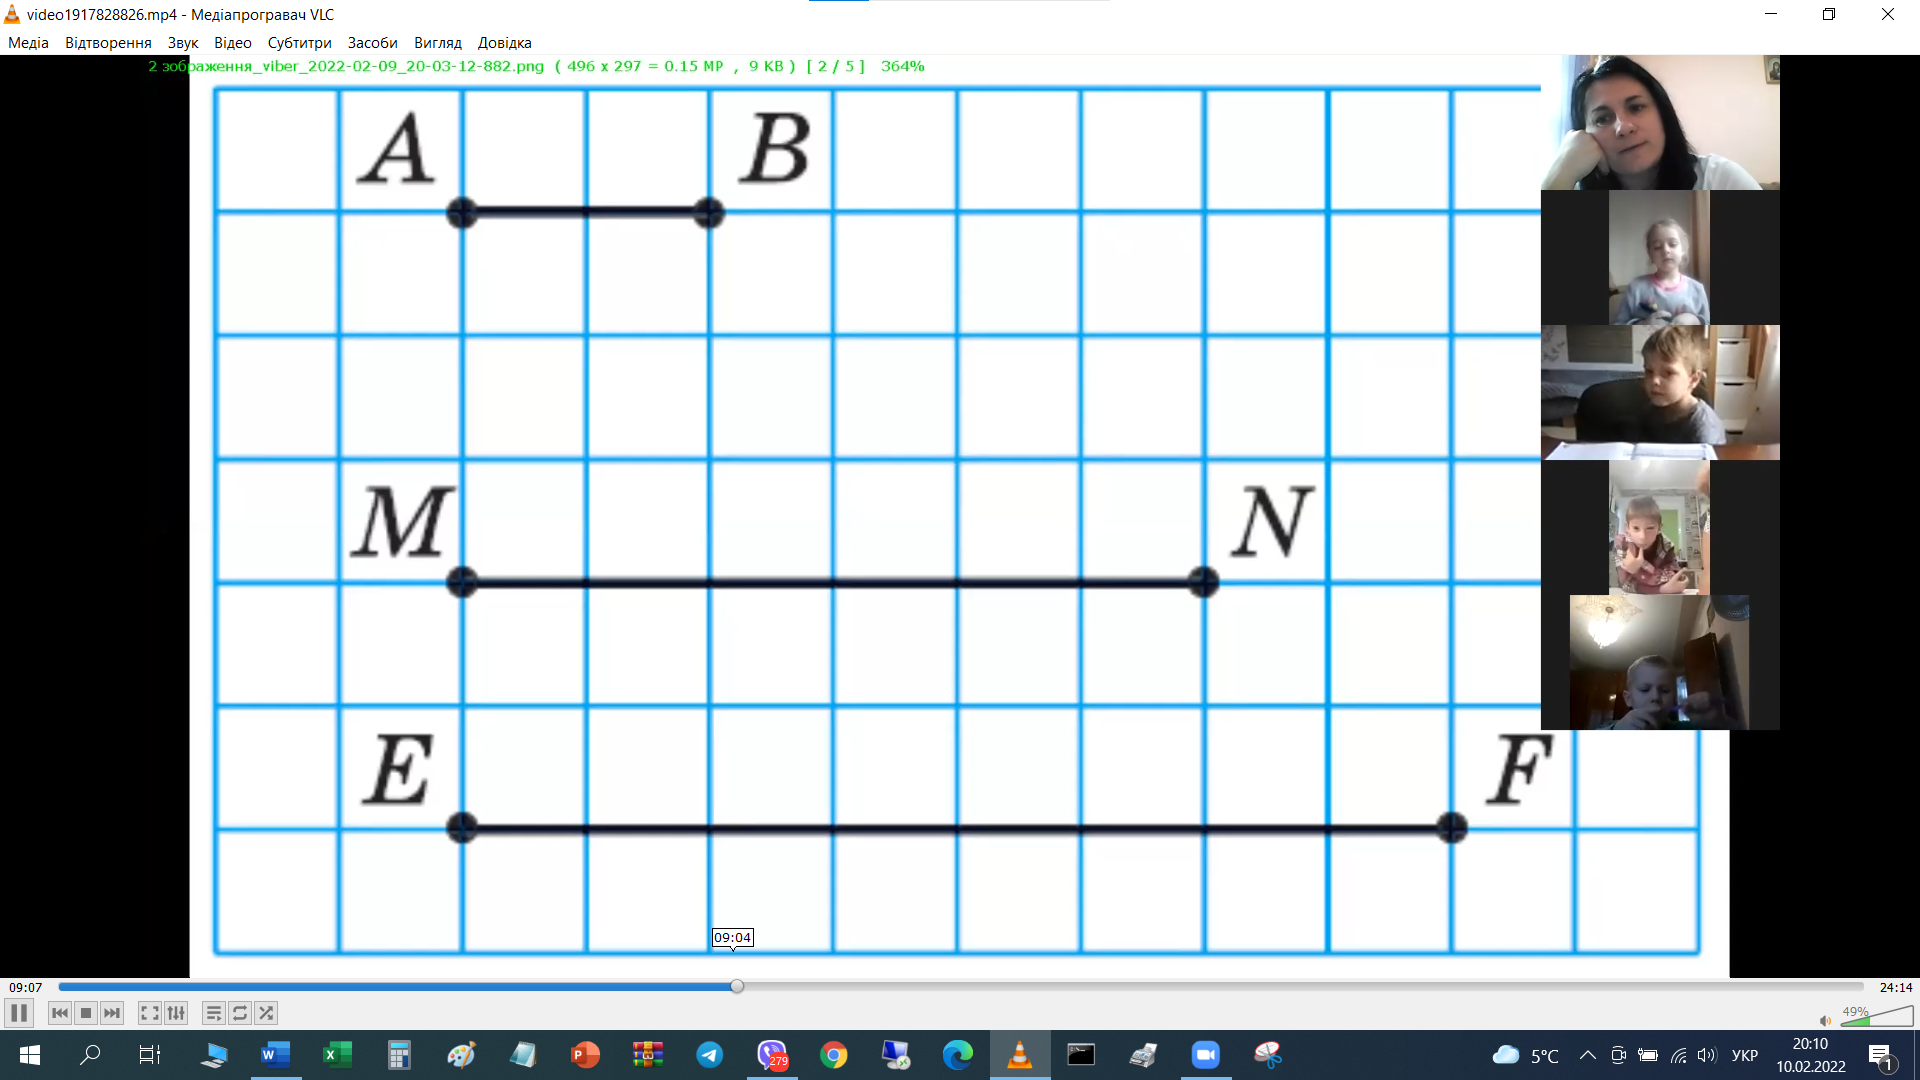 video1917828826.mp4 - Медіапрогравач VLC
Медіа Відтворення Звук Відео Субтитри Засоби Вигляд Довідка
2 зображення_viber_2022-02-09_20-03-12-882.png ( 496 x 297 = 0.15 MP , 9 KB ) [ 2 / 5 ] 364%
A B
M N
E F
09:04
09:07 24:14
49%
279
5°C УКР 20:10
10.02.2022 1